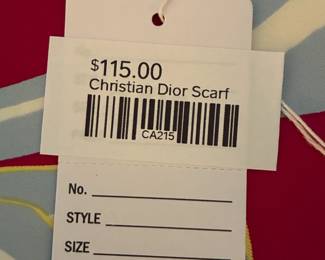 $115.00
Christian Dior Scarf
CA215
No.
STYLE
SIZE